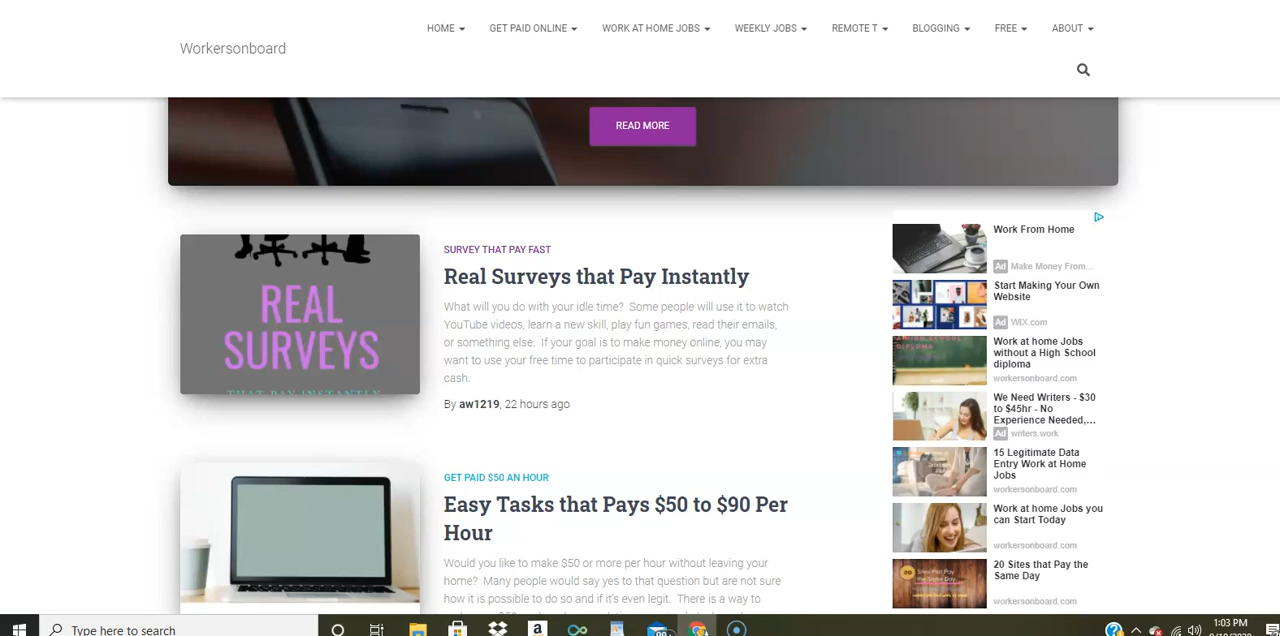 HOME
GET PAID ONLINE
WORK AT HOME JOBS
WEEKLY JOBS
REMOTE T
BLOGGING
FREE
ABOUT
Workersonboard
READ MORE
REAL
SURVEYS
THAT PAY INSTANTLY
SURVEY THAT PAY FAST
Real Surveys that Pay Instantly
What will you do with your idle time? Some people will use it to watch
YouTube videos, learn a new skill, play fun games, read their emails,
or something else. If your goal is to make money online, you may
want to use your free time to participate in quick surveys for extra
cash.
By aw1219, 22 hours ago
GET PAID $50 AN HOUR
Easy Tasks that Pays $50 to $90 Per
Hour
Would you like to make $50 or more per hour without leaving your
home? Many people would say yes to that question but are not sure
how it is possible to do so and if it's even legit. There is a way to
Work From Home
Ad Make Money From...
Start Making Your Own
Website
Ad WIX.com
Work at home Jobs
without a High School
diploma
workersonboard.com
We Need Writers - $30
to $45hr - No
Experience Needed,...
Ad writers.work
15 Legitimate Data
Entry Work at Home
Jobs
workersonboard.com
Work at home Jobs you
can Start Today
workersonboard.com
20 Sites that Pay the
Same Day
workersonboard.com
Type here to search
1:03 PM